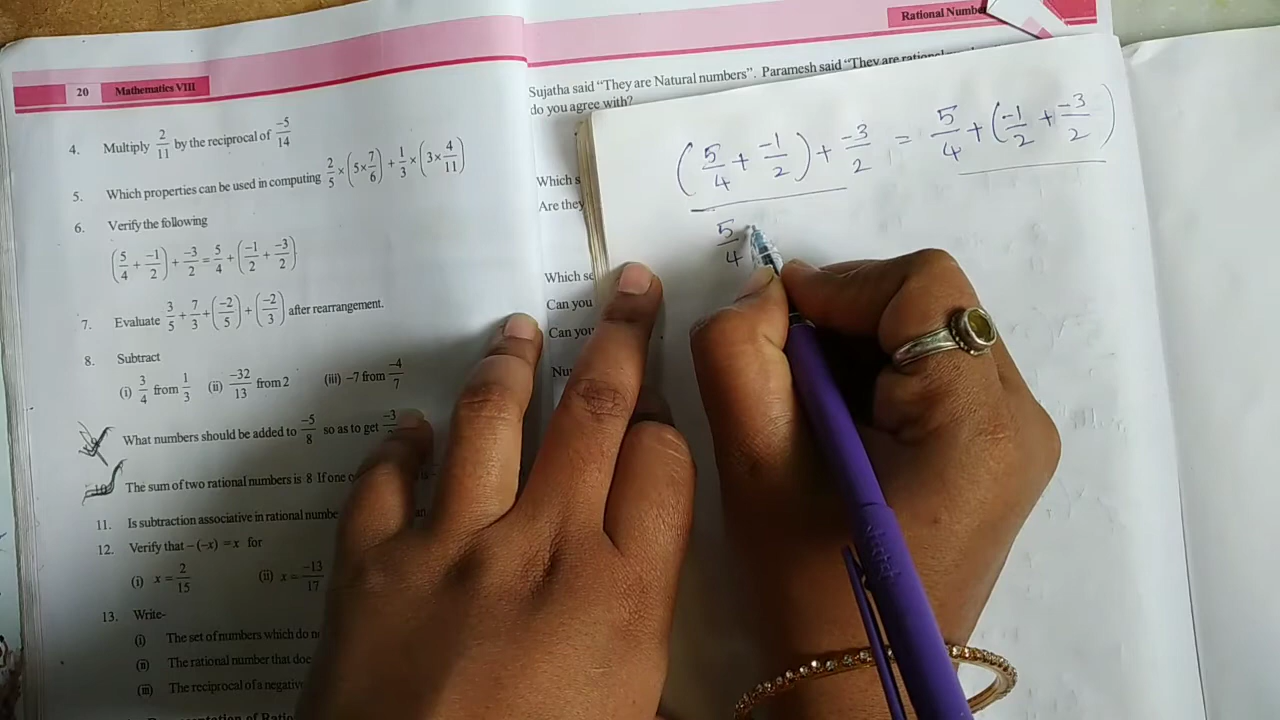 20 Mathematics VIII
4. Multiply 2/11 by the reciprocal of -5/14
5. Which properties can be used in computing 2/5 × (5 × 7/6) + 1/3 × (3 × 4/11)
6. Verify the following
(5/4 + -1/2) + -3/2 = 5/4 + (-1/2 + -3/2)
7. Evaluate 3/5 + 7/3 + (-2/5) + (-2/3) after rearrangement.
8. Subtract
(i) 3/4 from 1/3 (ii) -32/13 from 2 (iii) -7 from -4/7
What numbers should be added to -5/8 so as to get -3
The sum of two rational numbers is 8 If one
11. Is subtraction associative in rational
12. Verify that – (–x) = x for
(i) x = 2/15 (ii) x = -13/17
13. Write-
(i) The set of numbers which do
(ii) The rational number that
(iii) The reciprocal of a negative
Rational
Sujatha said “They are Natural numbers”. Paramesh said “They are rational
do you agree with?
Which
Are they
Which
Can you
Can you
(5/4 + -1/2) + -3/2 = 5/4 + (-1/2 + -3/2)
5/4